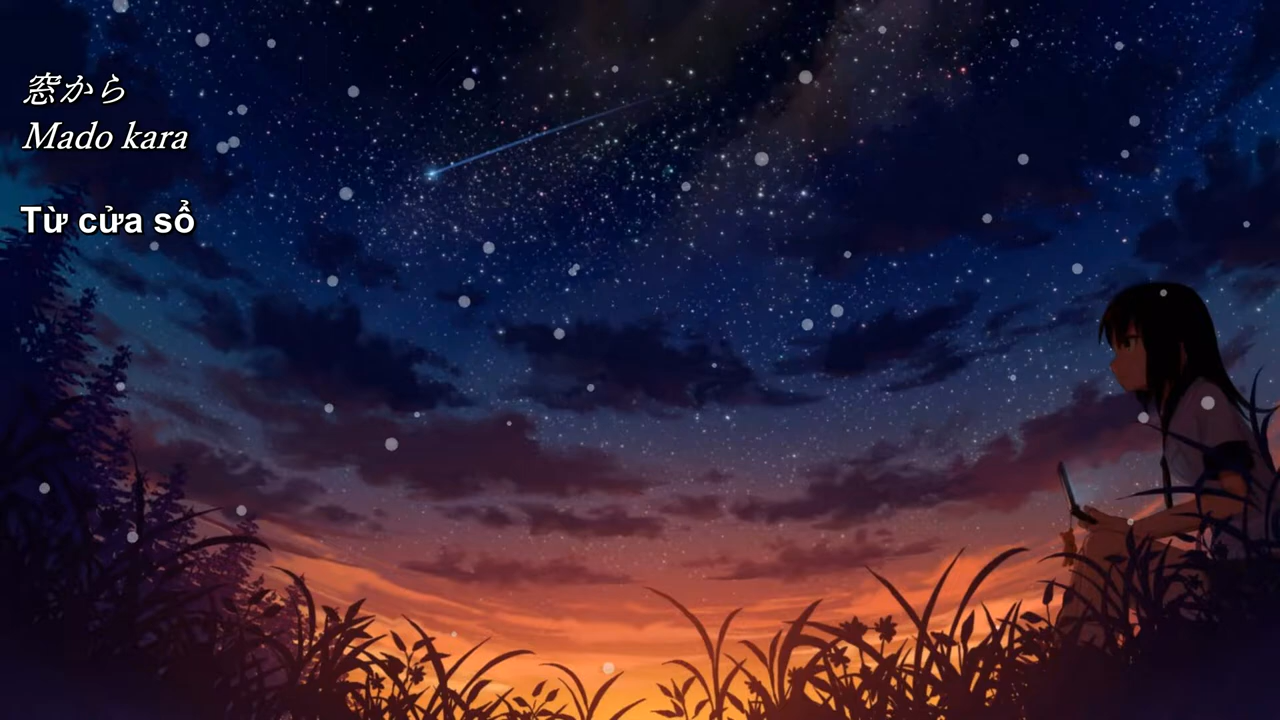 窓から
Mado kara
Từ cửa sổ